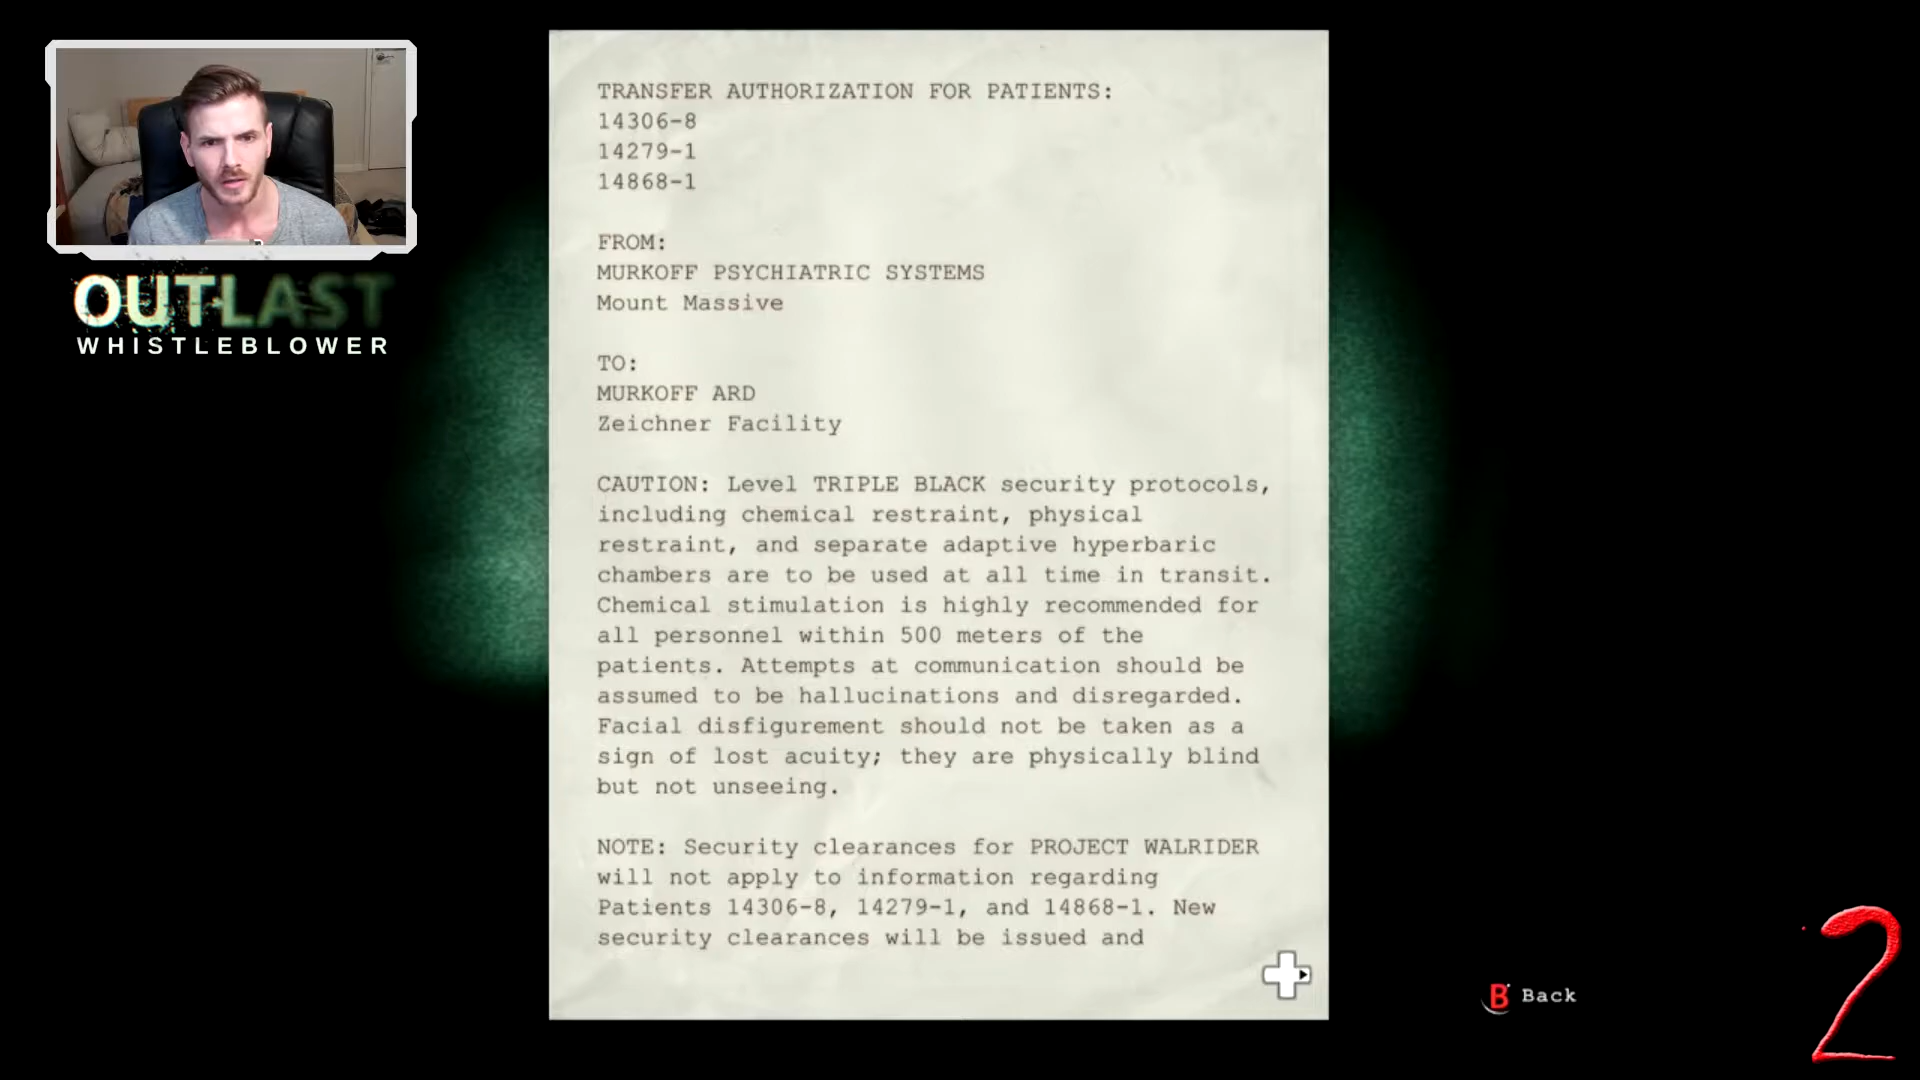 OUTLAST
WHISTLEBLOWER
TRANSFER AUTHORIZATION FOR PATIENTS:
14306-8
14279-1
14868-1
FROM:
MURKOFF PSYCHIATRIC SYSTEMS
Mount Massive
TO:
MURKOFF ARD
Zeichner Facility
CAUTION: Level TRIPLE BLACK security protocols,
including chemical restraint, physical
restraint, and separate adaptive hyperbaric
chambers are to be used at all time in transit.
Chemical stimulation is highly recommended for
all personnel within 500 meters of the
patients. Attempts at communication should be
assumed to be hallucinations and disregarded.
Facial disfigurement should not be taken as a
sign of lost acuity; they are physically blind
but not unseeing.
NOTE: Security clearances for PROJECT WALRIDER
will not apply to information regarding
Patients 14306-8, 14279-1, and 14868-1. New
security clearances will be issued and
B Back
2